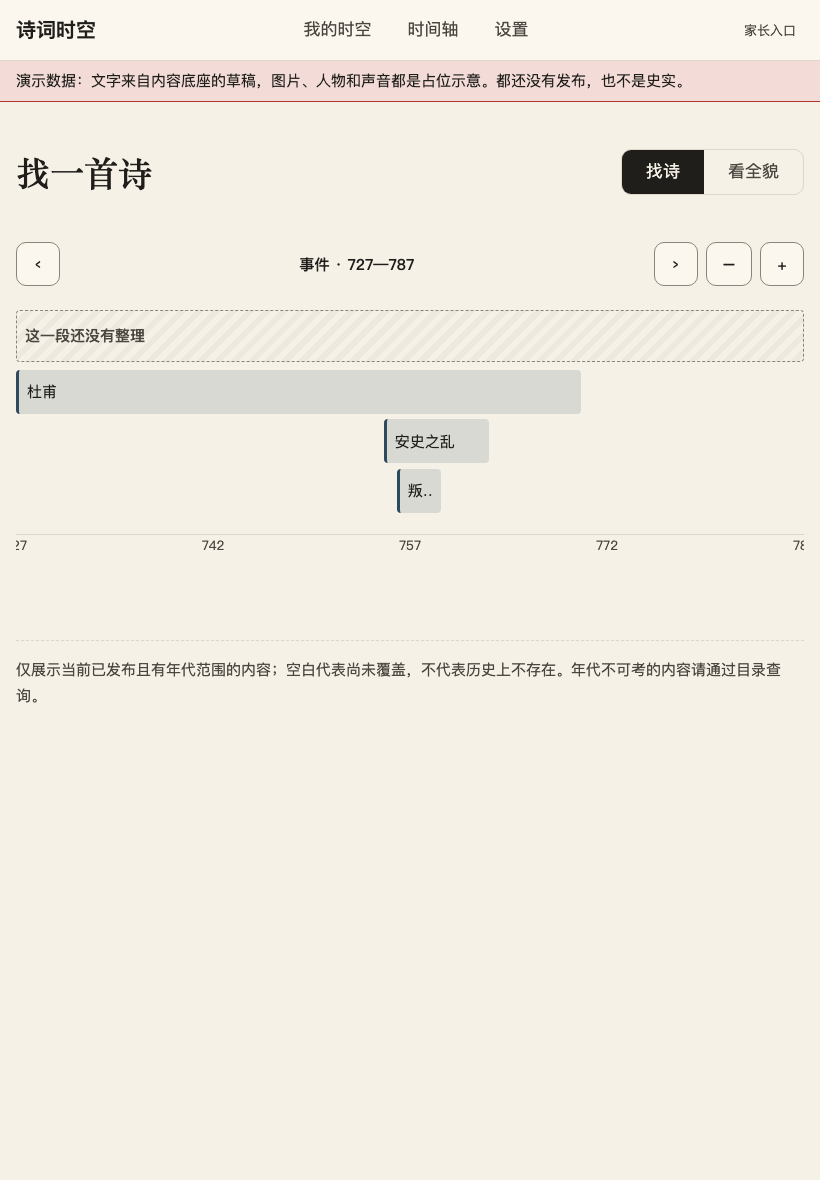 诗词时空
我的时空 时间轴 设置
家长入口
演示数据：文字来自内容底座的草稿，图片、人物和声音都是占位示意。都还没有发布，也不是史实。
找一首诗
找诗 看全貌
‹ 事件 · 727—787 › — +
这一段还没有整理
杜甫
安史之乱
叛..
27 742 757 772 78
仅展示当前已发布且有年代范围的内容；空白代表尚未覆盖，不代表历史上不存在。年代不可考的内容请通过目录查
询。